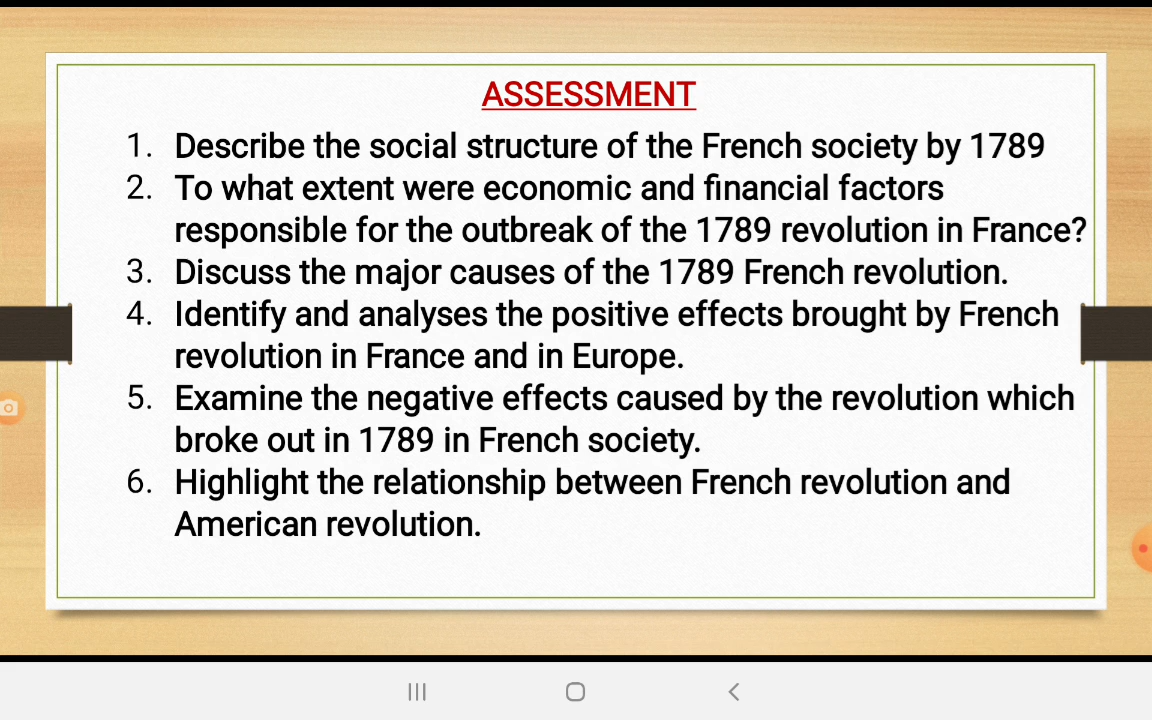 ASSESSMENT
1. Describe the social structure of the French society by 1789
2. To what extent were economic and financial factors
responsible for the outbreak of the 1789 revolution in France?
3. Discuss the major causes of the 1789 French revolution.
4. Identify and analyses the positive effects brought by French
revolution in France and in Europe.
5. Examine the negative effects caused by the revolution which
broke out in 1789 in French society.
6. Highlight the relationship between French revolution and
American revolution.